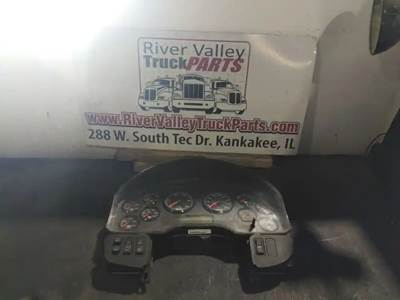 River Valley
TruckPARTS
www.RiverValleyTruckParts.com
288 W. South Tec Dr. Kankakee, IL